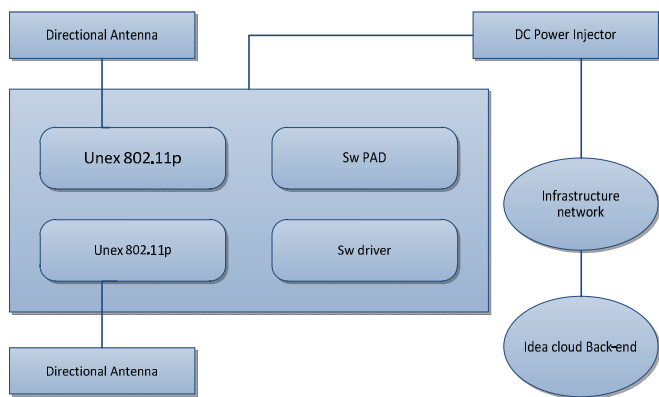 Directional Antenna
DC Power Injector
Unex 802.11p
Sw PAD
Unex 802.11p
Sw driver
Infrastructure
network
Idea cloud Back-end
Directional Antenna